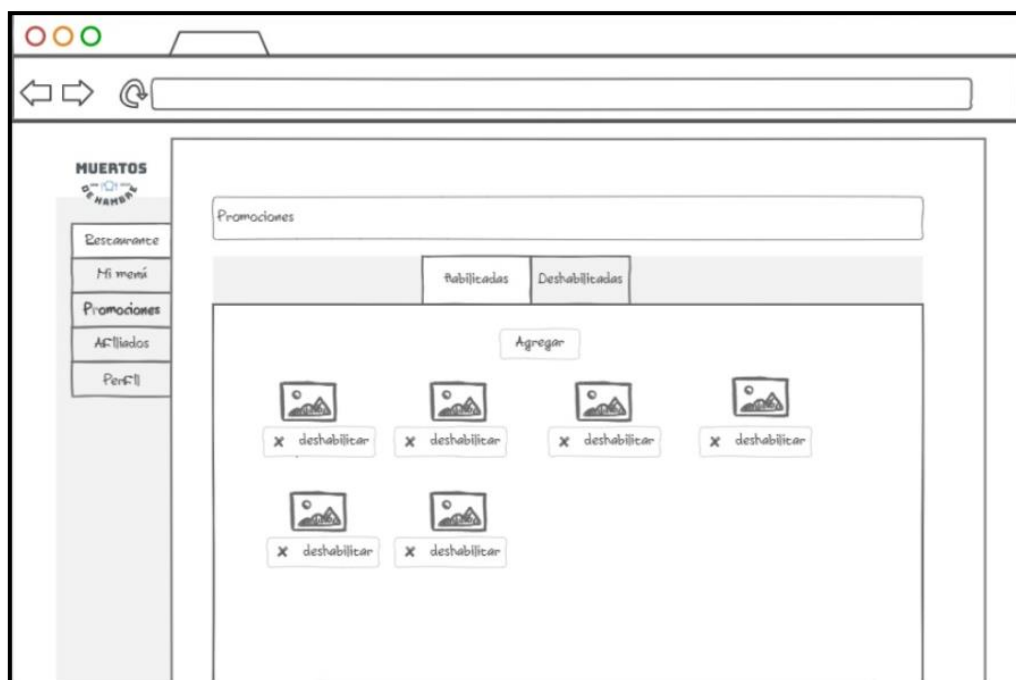 MUERTOS
DE HAMBRE
Restaurante
Mi menú
Promociones
Afiliados
Perfil
Promociones
Habilitadas
Deshabilitadas
Agregar
x deshabilitar
x deshabilitar
x deshabilitar
x deshabilitar
x deshabilitar
x deshabilitar